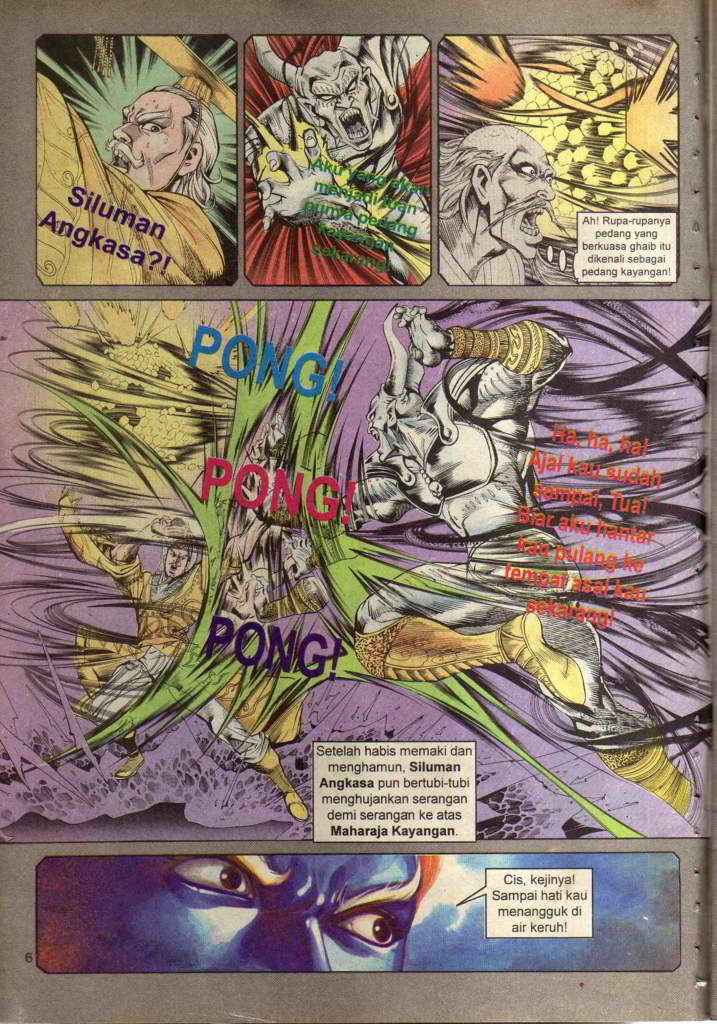 Siluman
Angkasa?!
Aku yang akan
menjadi tuan
punya pedang
kayangan
sekarang!
Ah! Rupa-rupanya
pedang yang
berkuasa ghaib itu
dikenali sebagai
pedang kayangan!
PONG!
PONG!
PONG!
Ha, ha, ha!
Ajal kau sudah
sampai, Tua!
Biar aku hantar
kau pulang ke
tempat asal kau
sekarang!
Setelah habis memaki dan
menghamun, Siluman
Angkasa pun bertubi-tubi
menghujankan serangan
demi serangan ke atas
Maharaja Kayangan.
Cis, kejinya!
Sampai hati kau
menangguk di
air keruh!
6